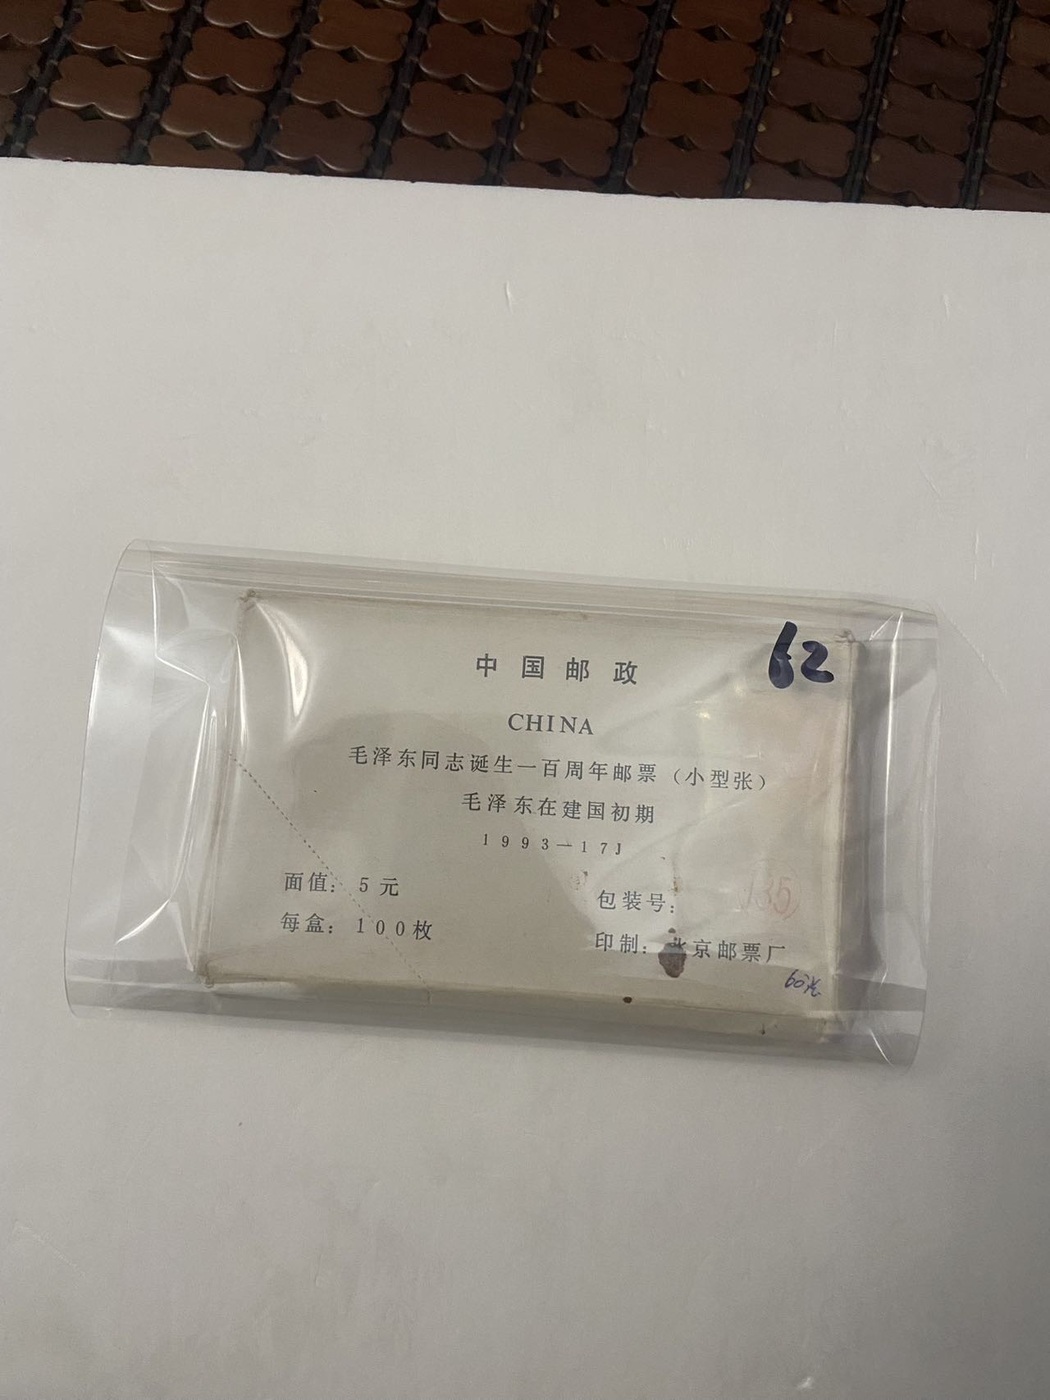 62
中国邮政
CHINA
毛泽东同志诞生一百周年邮票（小型张）
毛泽东在建国初期
1993—17J
面值：5元
包装号：135
每盒：100枚
印制：北京邮票厂